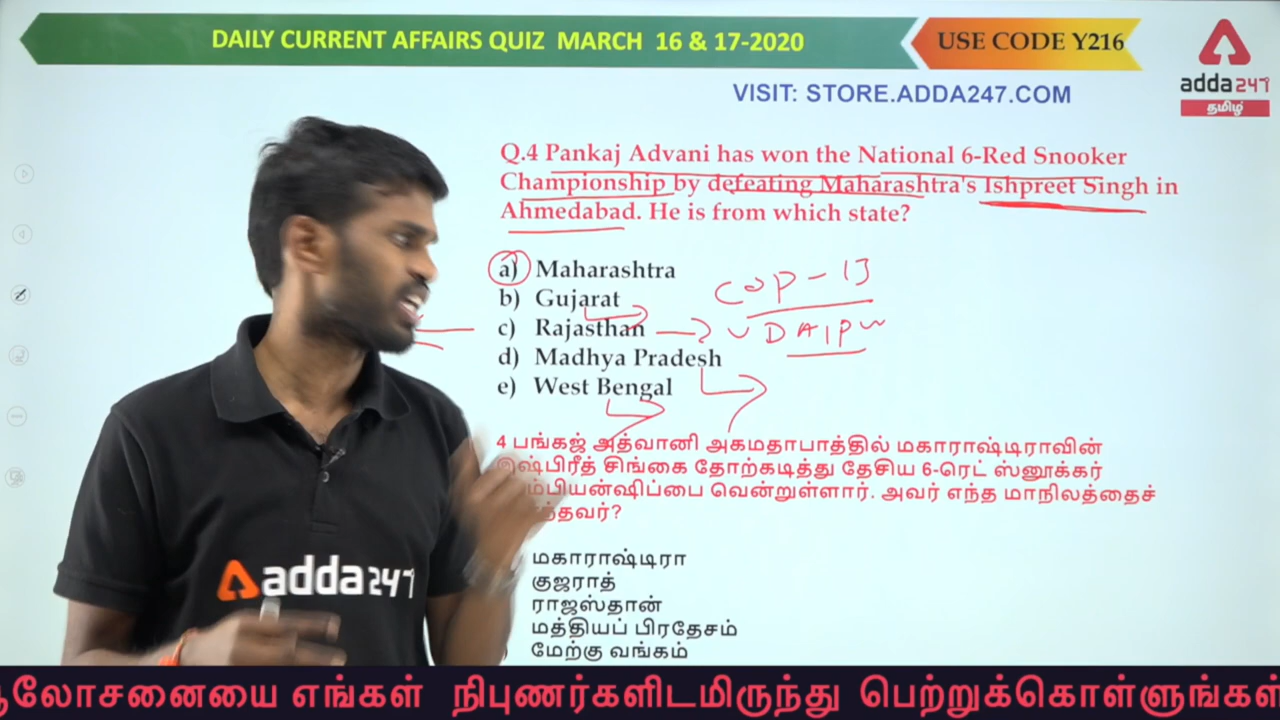 DAILY CURRENT AFFAIRS QUIZ MARCH 16 & 17-2020
USE CODE Y216
adda247
தமிழ்
VISIT: STORE.ADDA247.COM
Q.4 Pankaj Advani has won the National 6-Red Snooker
Championship by defeating Maharashtra's Ishpreet Singh in
Ahmedabad. He is from which state?
a) Maharashtra
b) Gujarat
c) Rajasthan
d) Madhya Pradesh
e) West Bengal
COP-13
UDAIPUR
4 பங்கஜ் அத்வானி அகமதாபாத்தில் மகாராஷ்டிராவின்
இஷ்பிரீத் சிங்கை தோற்கடித்து தேசிய 6-ரெட் ஸ்னூக்கர்
வென்றுள்ளார். அவர் எந்த மாநிலத்தைச்
மகாராஷ்டிரா
குஜராத்
ராஜஸ்தான்
மத்தியப் பிரதேசம்
மேற்கு வங்கம்
adda247
எங்கள் நிபுணர்களிடமிருந்து பெற்றுக்கொள்ளுங்கள்